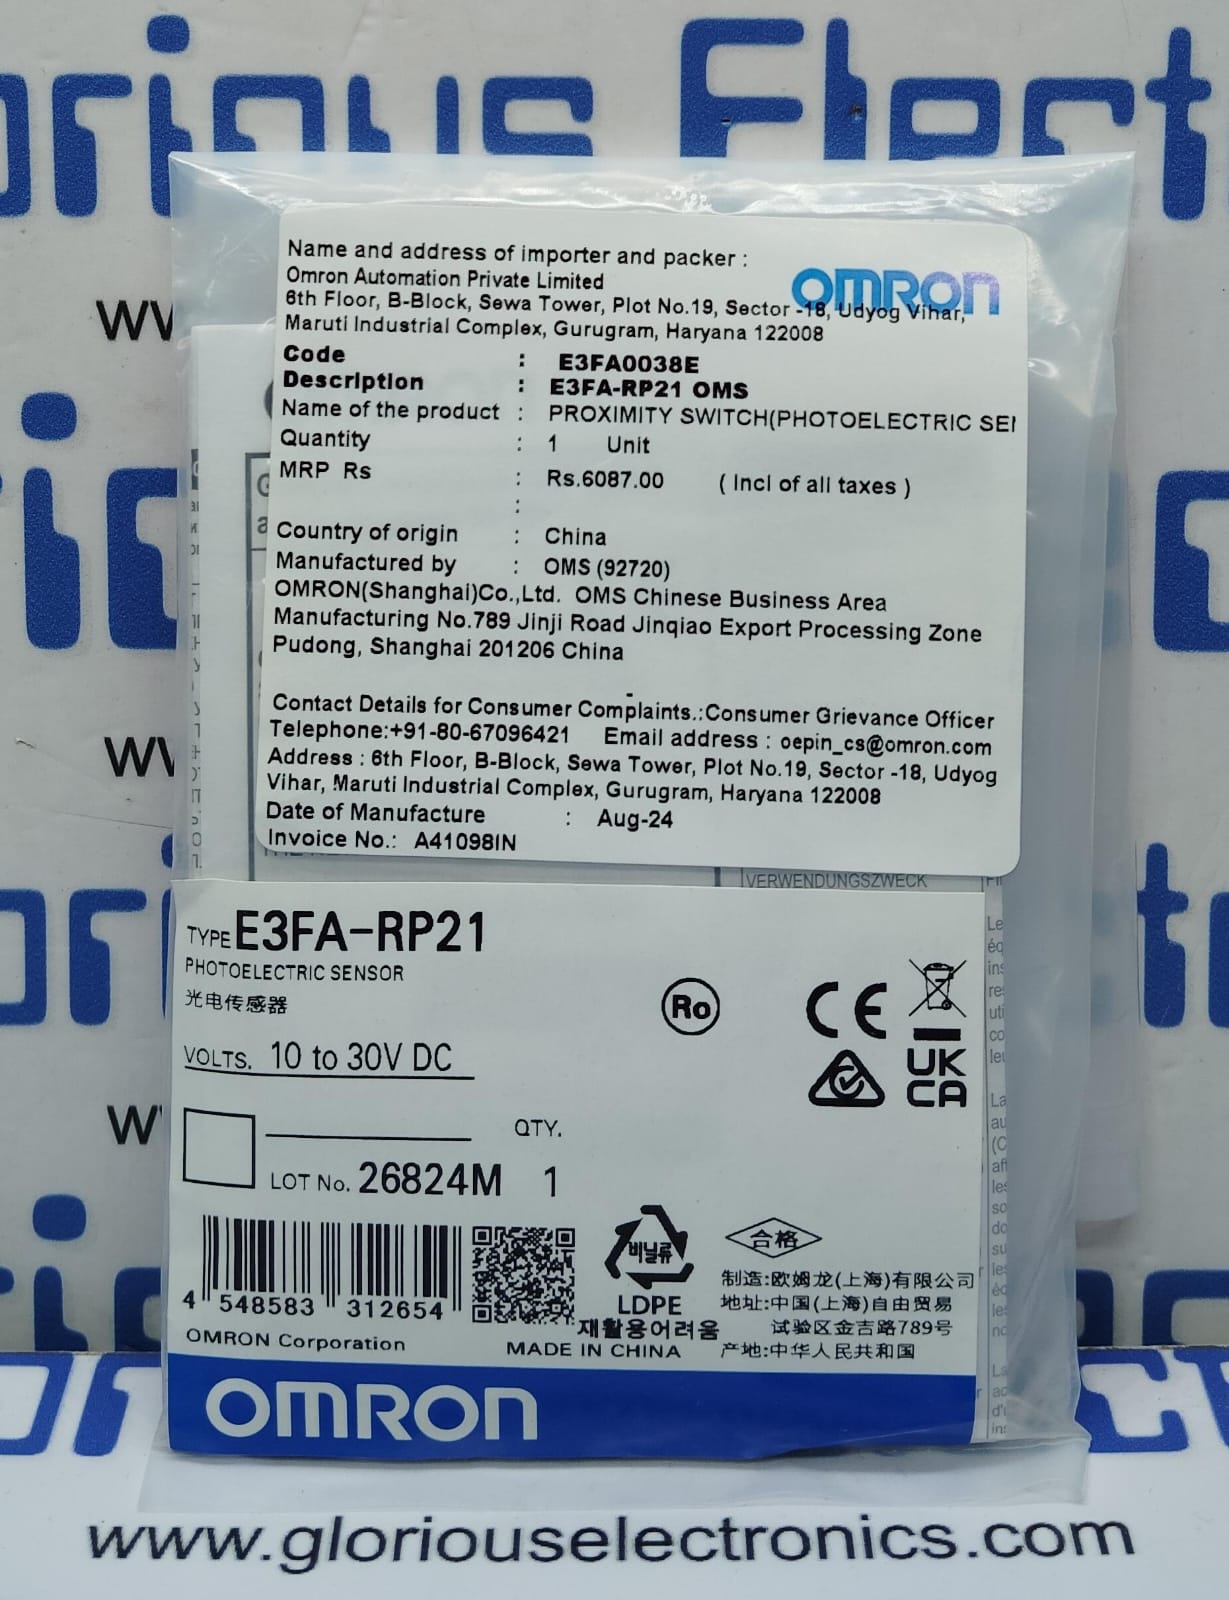 orious Elect
Name and address of importer and packer :
OMRON
Omron Automation Private Limited
6th Floor, B-Block, Sewa Tower, Plot No.19, Sector -18, Udyog Vihar,
Maruti Industrial Complex, Gurugram, Haryana 122008
Code : E3FA0038E
Description : E3FA-RP21 OMS
Name of the product : PROXIMITY SWITCH(PHOTOELECTRIC SEN
Quantity : 1 Unit
MRP Rs : Rs.6087.00 ( Incl of all taxes )
:
Country of origin : China
Manufactured by : OMS (92720)
OMRON(Shanghai)Co.,Ltd. OMS Chinese Business Area
Manufacturing No.789 Jinji Road Jinqiao Export Processing Zone
Pudong, Shanghai 201206 China
Contact Details for Consumer Complaints.:Consumer Grievance Officer
Telephone:+91-80-67096421 Email address : oepin_cs@omron.com
Address : 6th Floor, B-Block, Sewa Tower, Plot No.19, Sector -18, Udyog
Vihar, Maruti Industrial Complex, Gurugram, Haryana 122008
Date of Manufacture : Aug-24
Invoice No.: A41098IN
VERWENDUNGSZWECK
TYPE E3FA-RP21
PHOTOELECTRIC SENSOR
光电传感器
Ro
CE
UK
CA
VOLTS. 10 to 30V DC
QTY.
LOT No. 26824M 1
비닐류
LDPE
재활용어려움
合格
制造:欧姆龙(上海)有限公司
地址:中国(上海)自由贸易
试验区金吉路789号
产地:中华人民共和国
4 548583 312654
OMRON Corporation
MADE IN CHINA
OMRON
www.gloriouselectronics.com